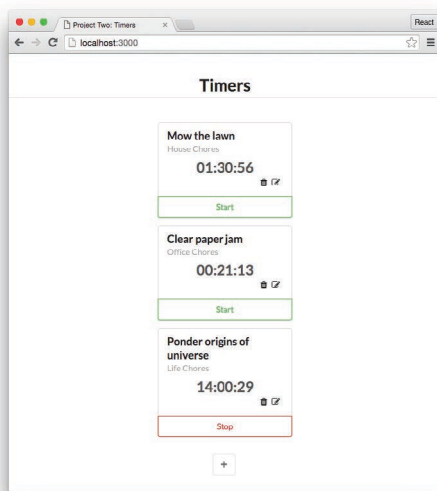 Project Two: Timers
React
localhost:3000
Timers
Mow the lawn
House Chores
01:30:56
Start
Clear paper jam
Office Chores
00:21:13
Start
Ponder origins of
universe
Life Chores
14:00:29
Stop
+